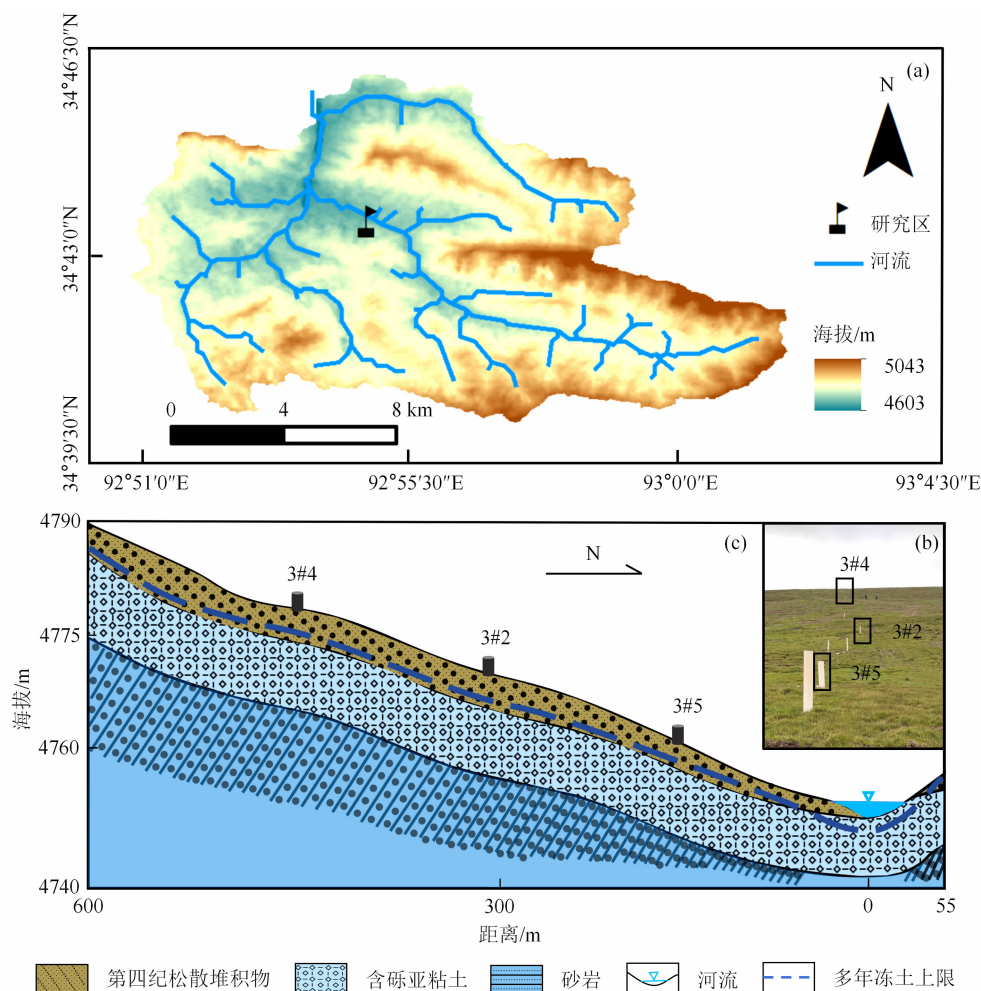 (a)
34°46'30"N
34°43'0"N
34°39'30"N
N
研究区
河流
海拔/m
5043
4603
0 4 8 km
92°51'0"E 92°55'30"E 93°0'0"E 93°4'30"E
4790
4775
4760
4740
海拔/m
N
(c)
(b)
3#4
3#2
3#5
3#4
3#2
3#5
600 300 0 55
距离/m
第四纪松散堆积物 含砾亚粘土 砂岩 河流 多年冻土上限